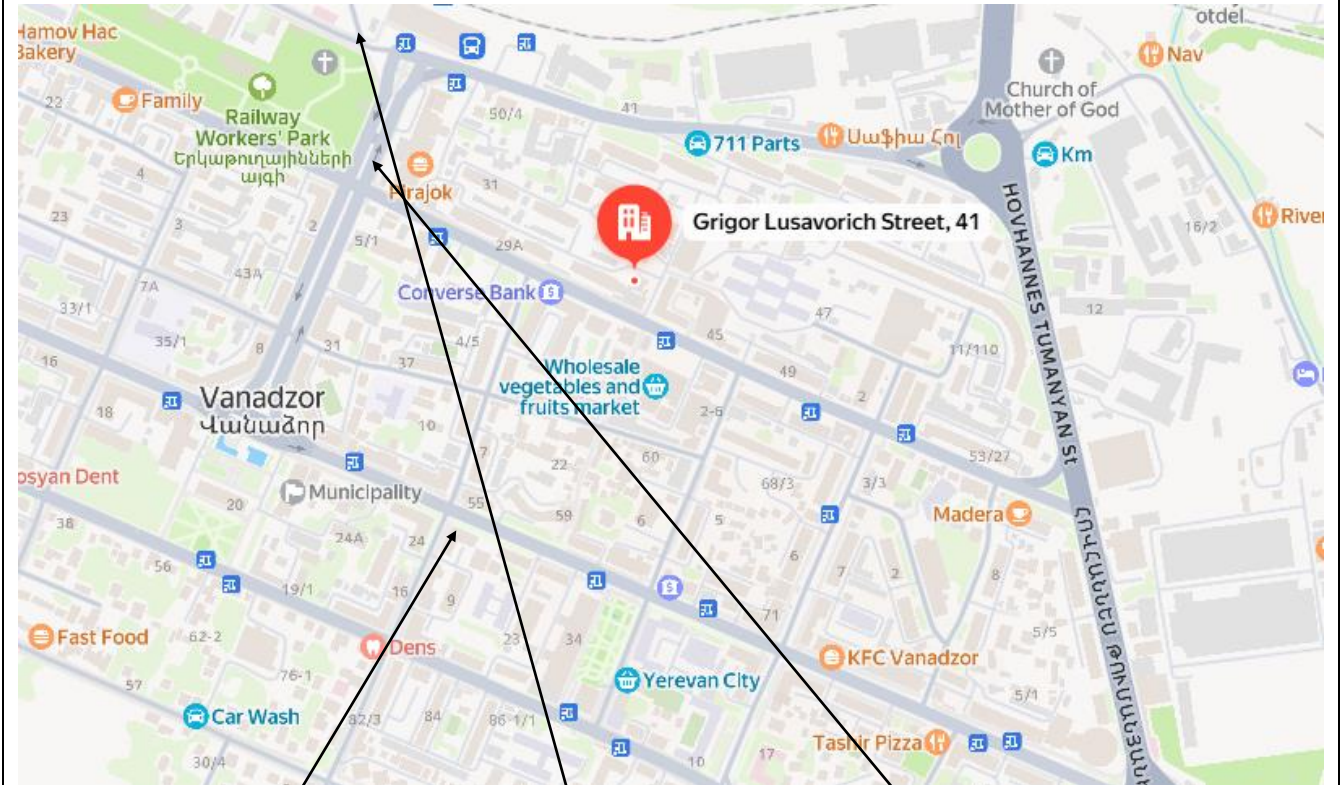 otdel
Hamov Hac
Bakery
Nav
Church of
Mother of God
22
Family
Railway
Workers' Park
Երկաթուղայինների
այգի
50/4
41
711 Parts
Սաֆիա Հոլ
Km
4
Pirajok
31
HOVHANNES TUMANYAN St
23
3
2
5/1
29A
Grigor Lusavorich Street, 41
16/2
River
43A
7A
Converse Bank
33/1
47
12
35/1
8
31
4/5
45
11/110
16
37
Wholesale
vegetables and
fruits market
49
Vanadzor
Վանաձոր
18
10
2-6
2
7
22
60
53/27
osyan Dent
Municipality
68/3
3/3
20
55
59
6
5
Madera
ՀՈՎՀԱՆՆԵՍ ԹՈՒՄԱՆՅԱՆԻ
38
24A
24
56
6
7
2
8
19/1
16
9
71
5/5
Fast Food
62-2
Dens
23
34
KFC Vanadzor
57
76-1
Yerevan City
5/1
Car Wash
82/3
84
86-1/1
Tashir Pizza
30/4
10
17